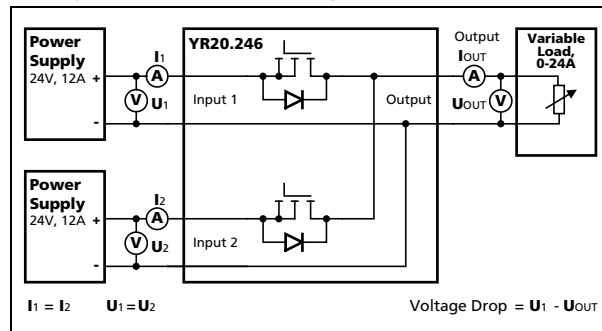 Power
Supply
24V, 12A +
-
I1
A
V U1
YR20.246
Input 1
Output
Output
IOUT
A
UOUT V
Variable
Load,
0-24A
Power
Supply
24V, 12A +
-
I2
A
V U2
Input 2
I1 = I2 U1 = U2
Voltage Drop = U1 - UOUT